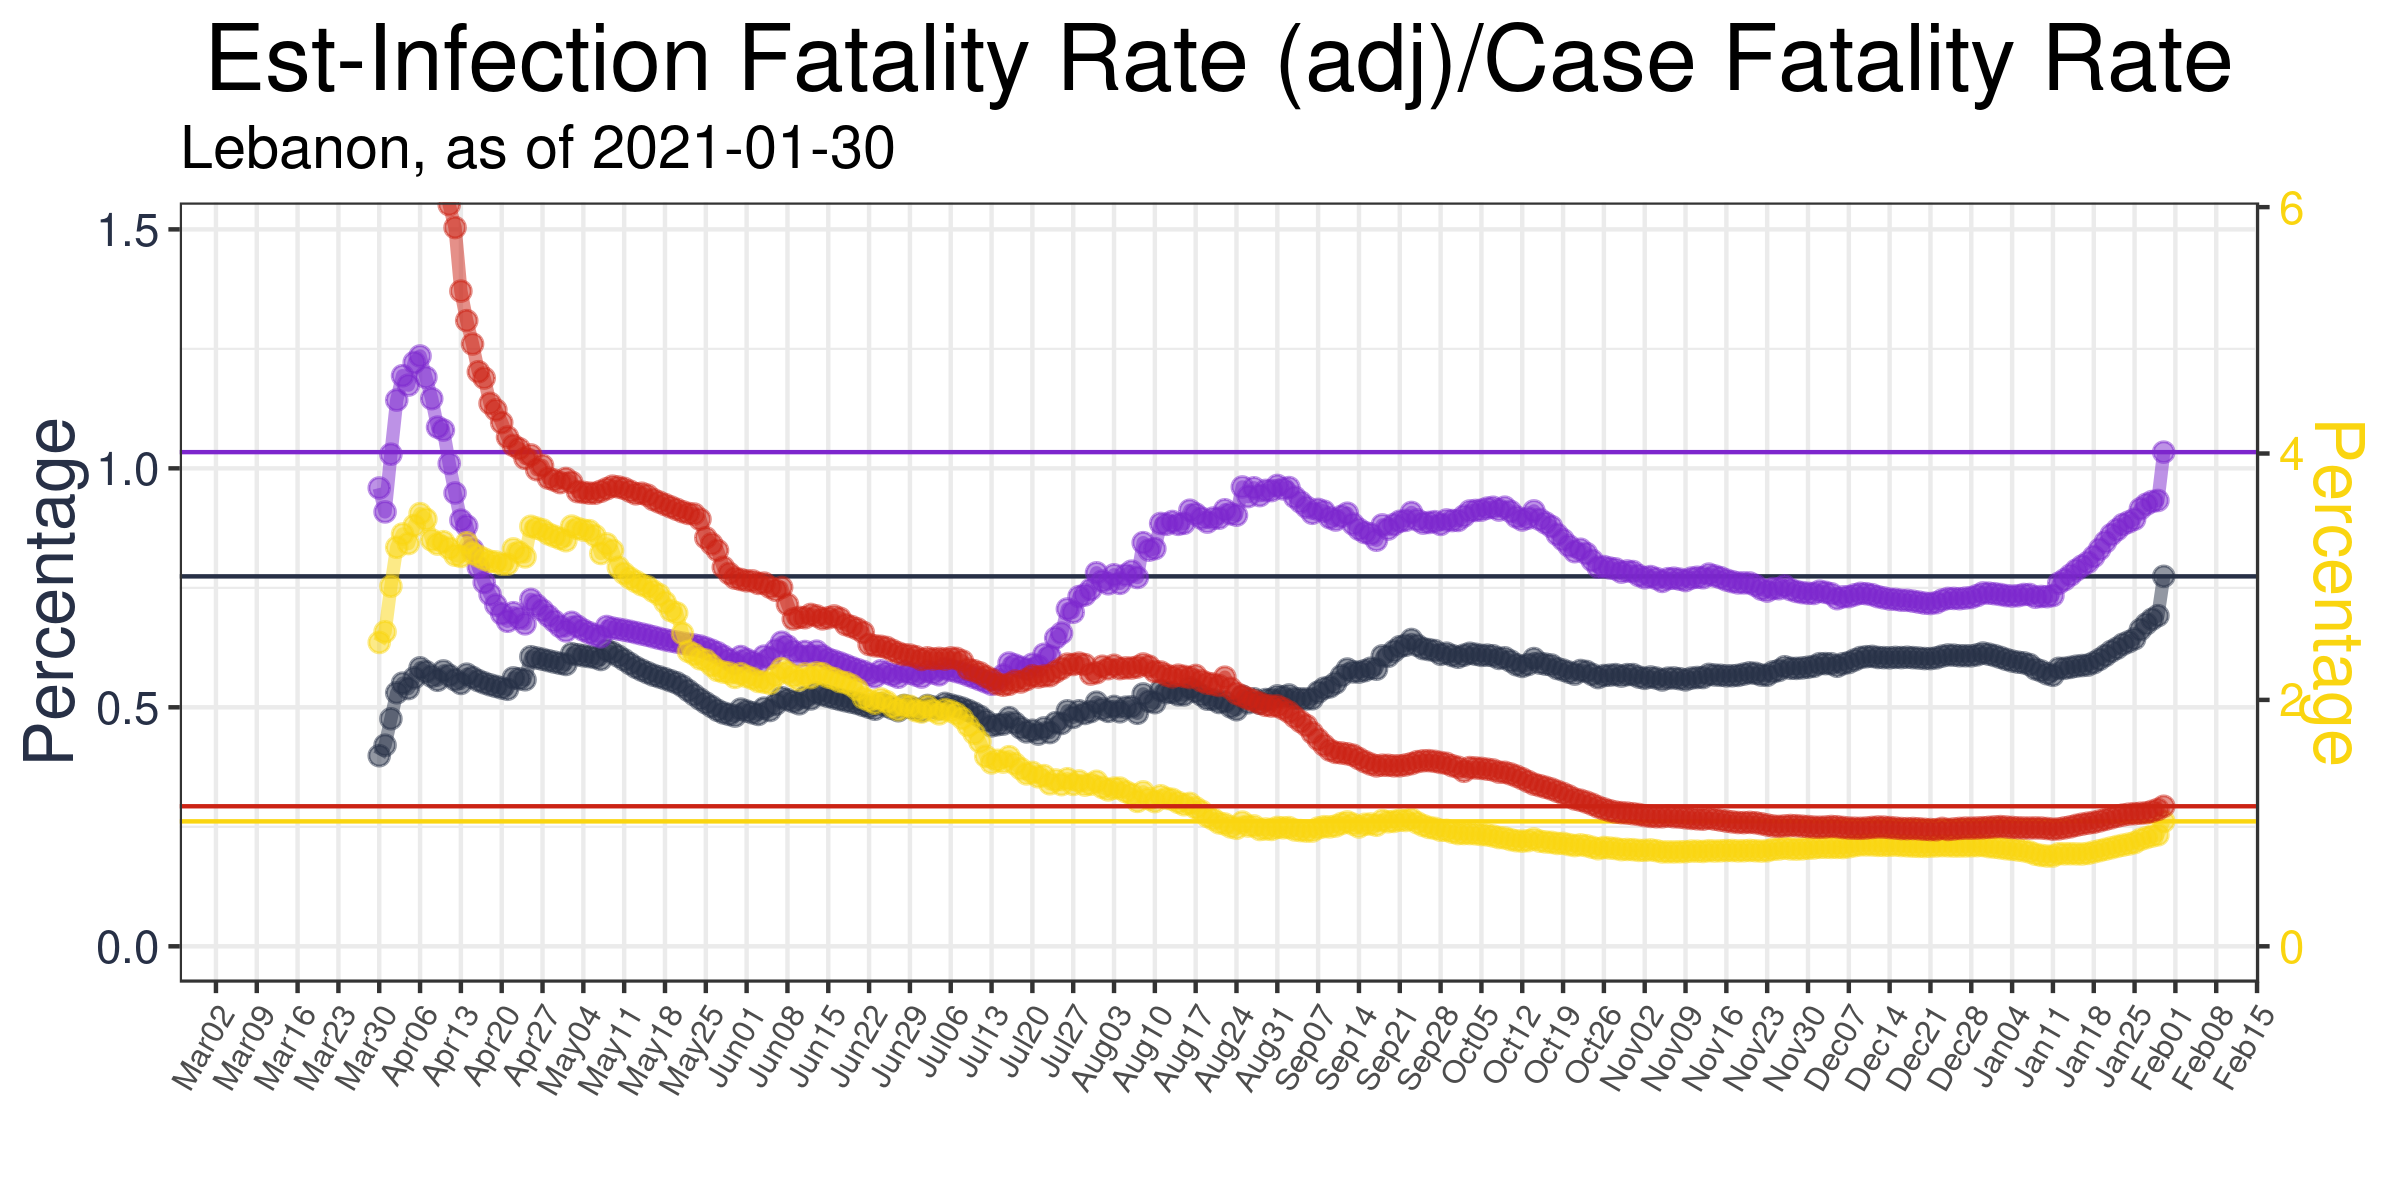 Est-Infection Fatality Rate (adj)/Case Fatality Rate
Lebanon, as of 2021-01-30
Percentage
1.5
1.0
0.5
0.0
6
4
2
0
Percentage
Mar02
Mar09
Mar16
Mar23
Mar30
Apr06
Apr13
Apr20
Apr27
May04
May11
May18
May25
Jun01
Jun08
Jun15
Jun22
Jun29
Jul06
Jul13
Jul20
Jul27
Aug03
Aug10
Aug17
Aug24
Aug31
Sep07
Sep14
Sep21
Sep28
Oct05
Oct12
Oct19
Oct26
Nov02
Nov09
Nov16
Nov23
Nov30
Dec07
Dec14
Dec21
Dec28
Jan04
Jan11
Jan18
Jan25
Feb01
Feb08
Feb15